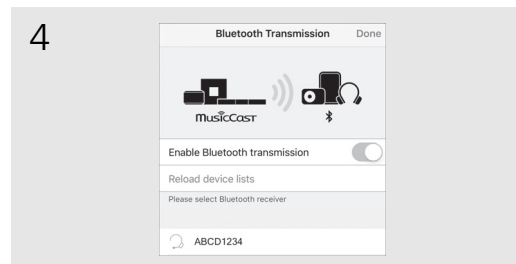 4
Bluetooth Transmission Done
MusicCast
Enable Bluetooth transmission
Reload device lists
Please select Bluetooth receiver
ABCD1234